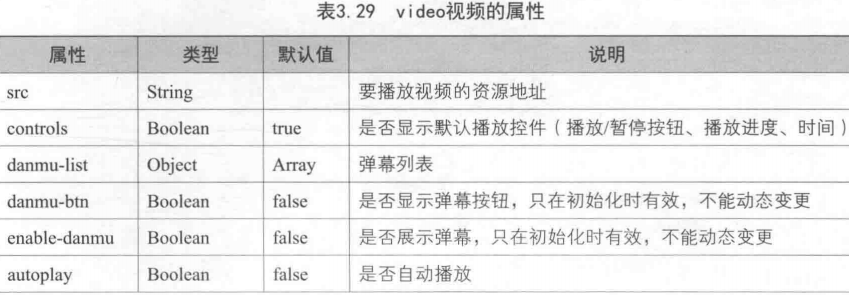 表3.29 video视频的属性
属性 类型 默认值 说明
src String 要播放视频的资源地址
controls Boolean true 是否显示默认播放控件（播放/暂停按钮、播放进度、时间）
danmu-list Object Array 弹幕列表
danmu-btn Boolean false 是否显示弹幕按钮，只在初始化时有效，不能动态变更
enable-danmu Boolean false 是否展示弹幕，只在初始化时有效，不能动态变更
autoplay Boolean false 是否自动播放